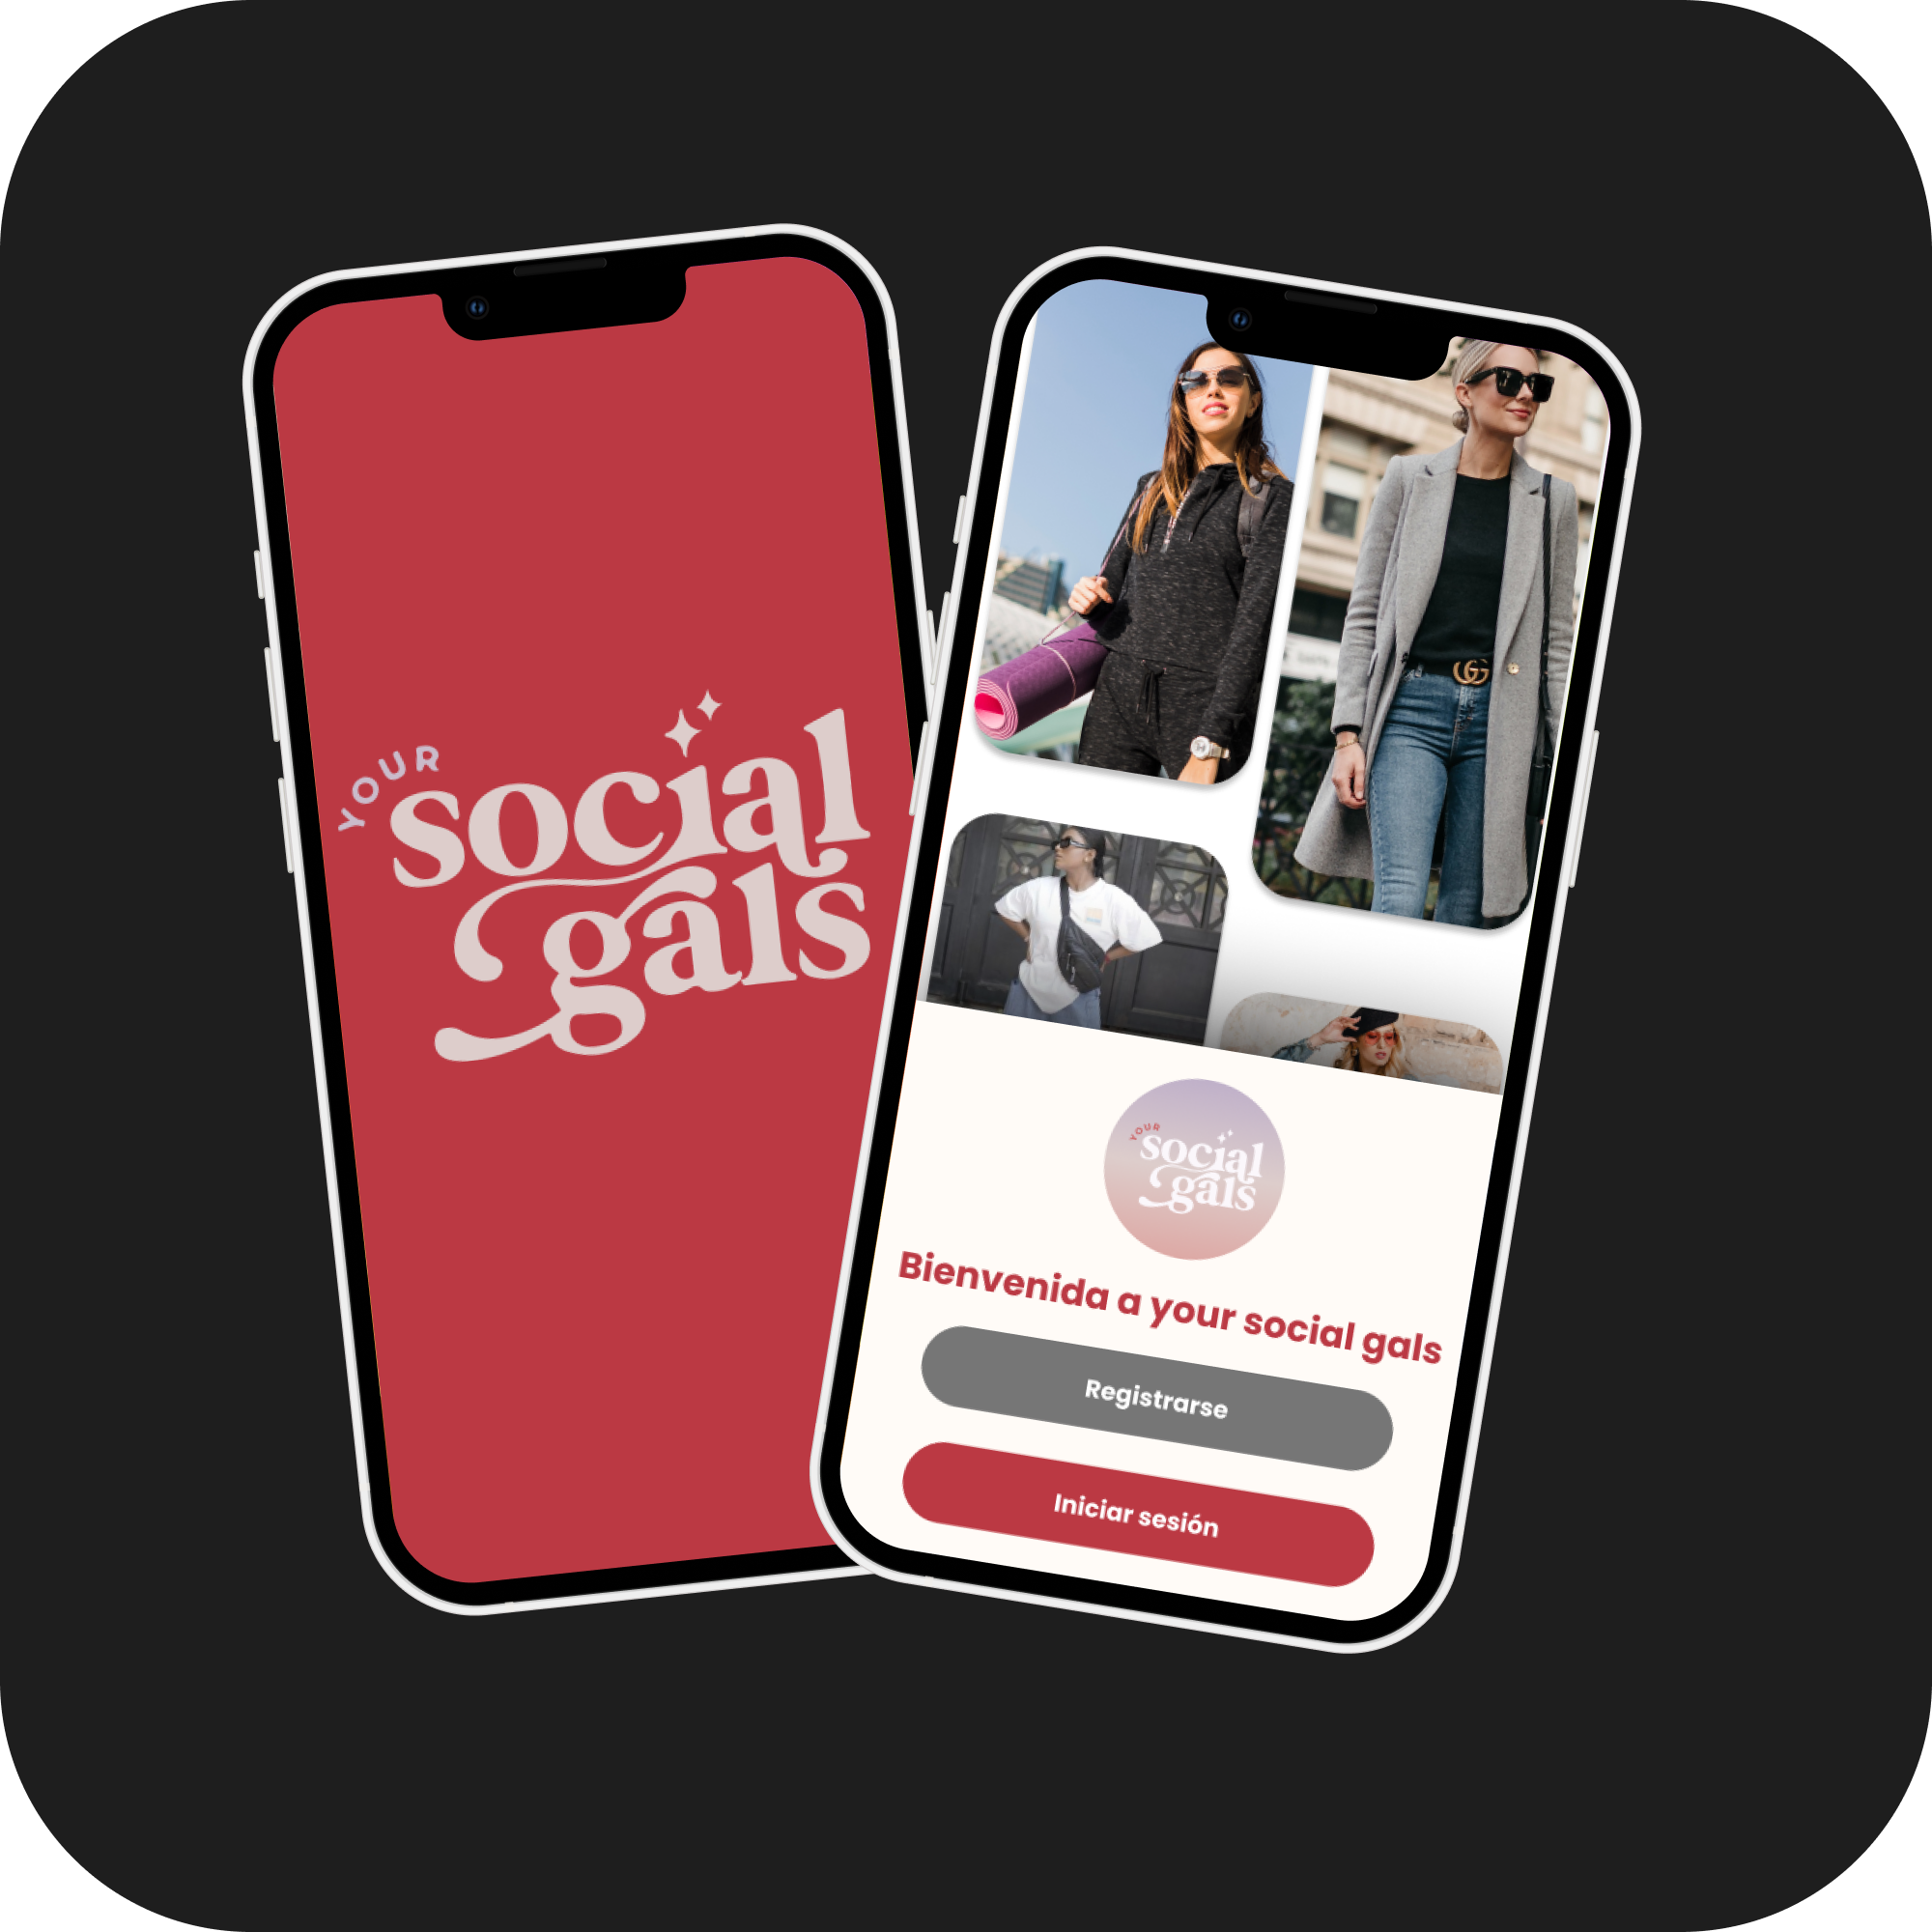 YOUR
social
gals
YOUR
social
gals
Bienvenida a your social gals
Registrarse
Iniciar sesión